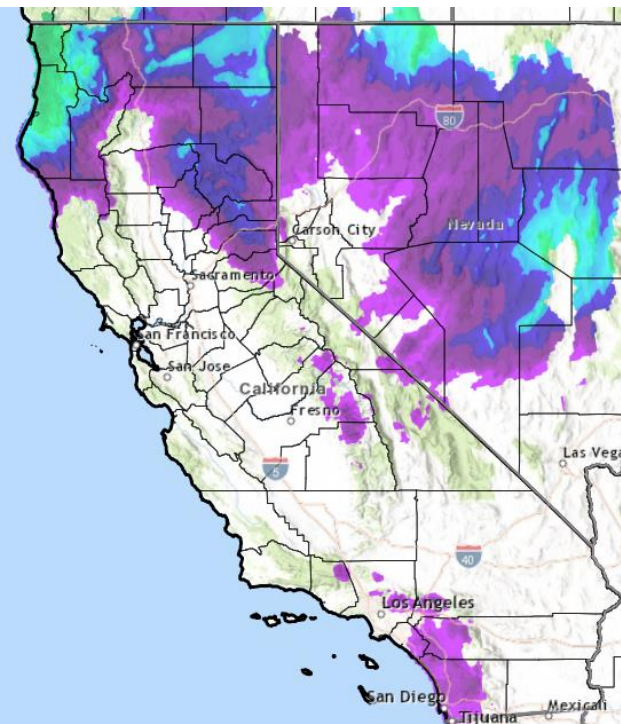 80
Nevada
Carson City
Sacramento
San Francisco
San Jose
California
Fresno
5
Las Vega
40
Los Angeles
San Diego
Tijuana
Mexicali